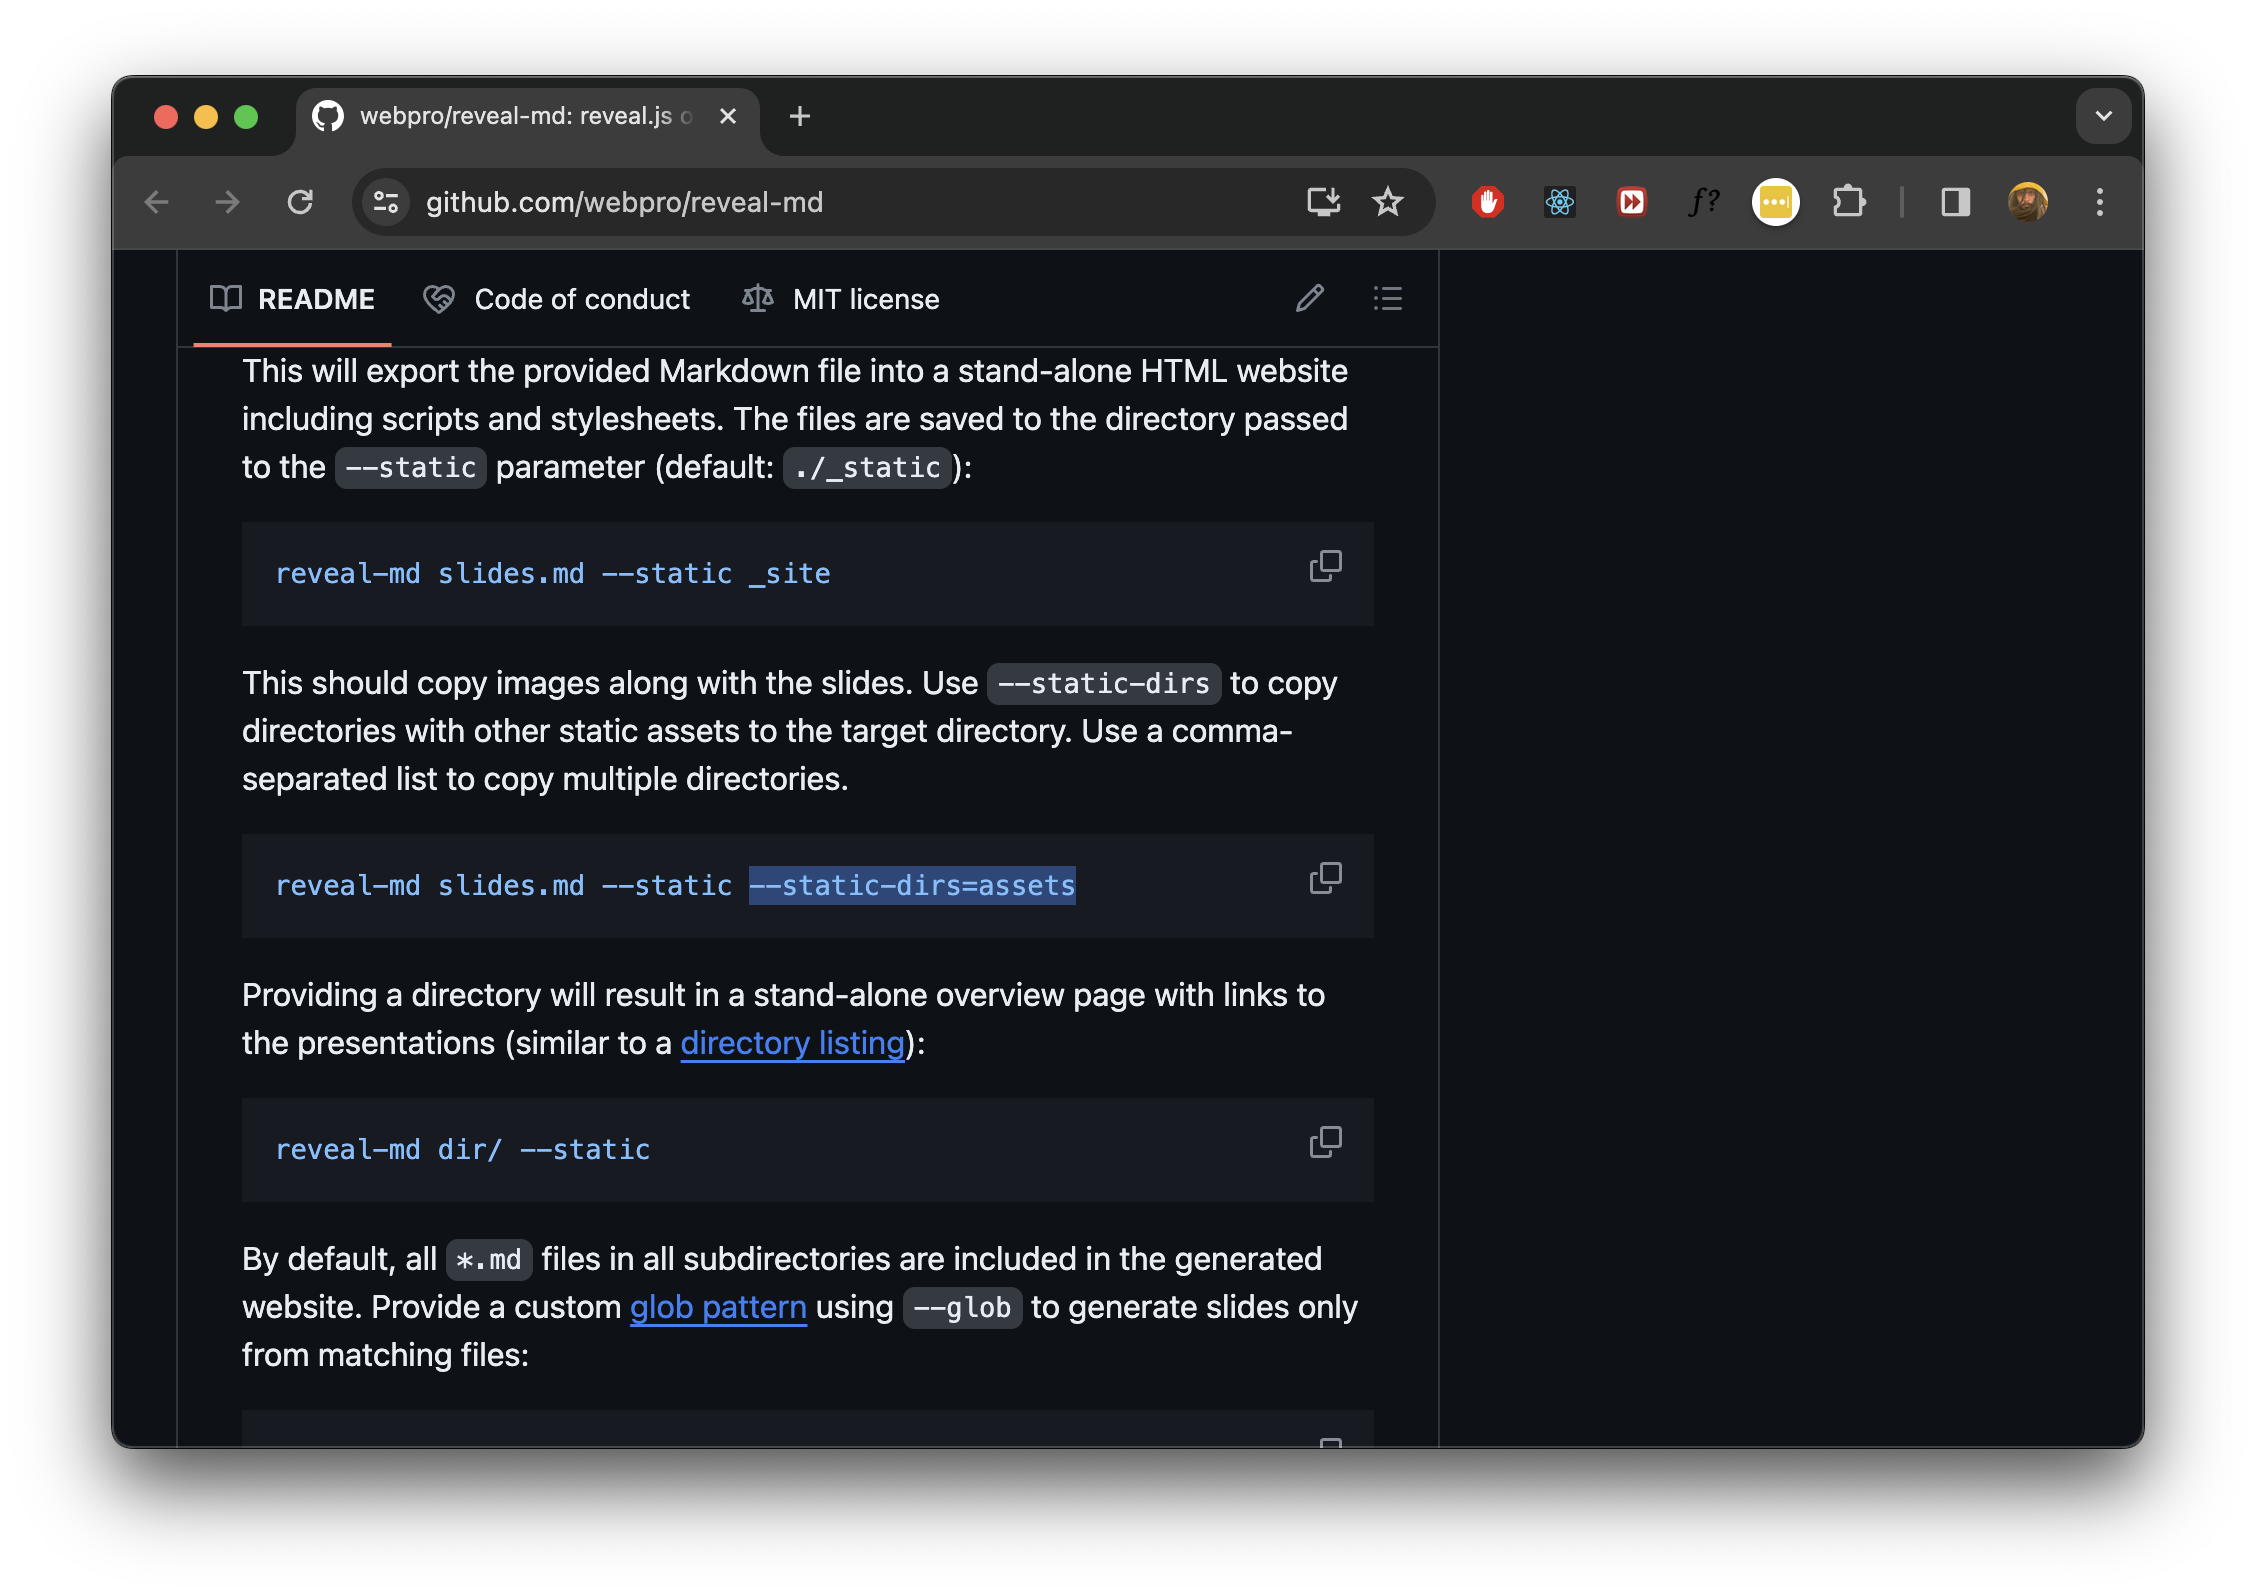 webpro/reveal-md: reveal.js o
github.com/webpro/reveal-md
f?
README
Code of conduct
MIT license
This will export the provided Markdown file into a stand-alone HTML website
including scripts and stylesheets. The files are saved to the directory passed
to the --static parameter (default: ./_static):
reveal-md slides.md --static _site
This should copy images along with the slides. Use --static-dirs to copy
directories with other static assets to the target directory. Use a comma-
separated list to copy multiple directories.
reveal-md slides.md --static --static-dirs=assets
Providing a directory will result in a stand-alone overview page with links to
the presentations (similar to a directory listing):
reveal-md dir/ --static
By default, all *.md files in all subdirectories are included in the generated
website. Provide a custom glob pattern using --glob to generate slides only
from matching files: